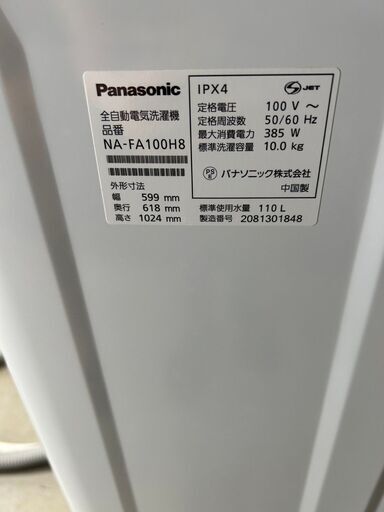 Panasonic
全自動電気洗濯機
品番
NA-FA100H8
外形寸法
幅 599 mm
奥行 618 mm
高さ 1024 mm
IPX4
S JET
定格電圧 100 V ～
定格周波数 50/60 Hz
最大消費電力 385 W
標準洗濯容量 10.0 kg
PS E パナソニック株式会社
中国製
標準使用水量 110 L
製造番号 2081301848